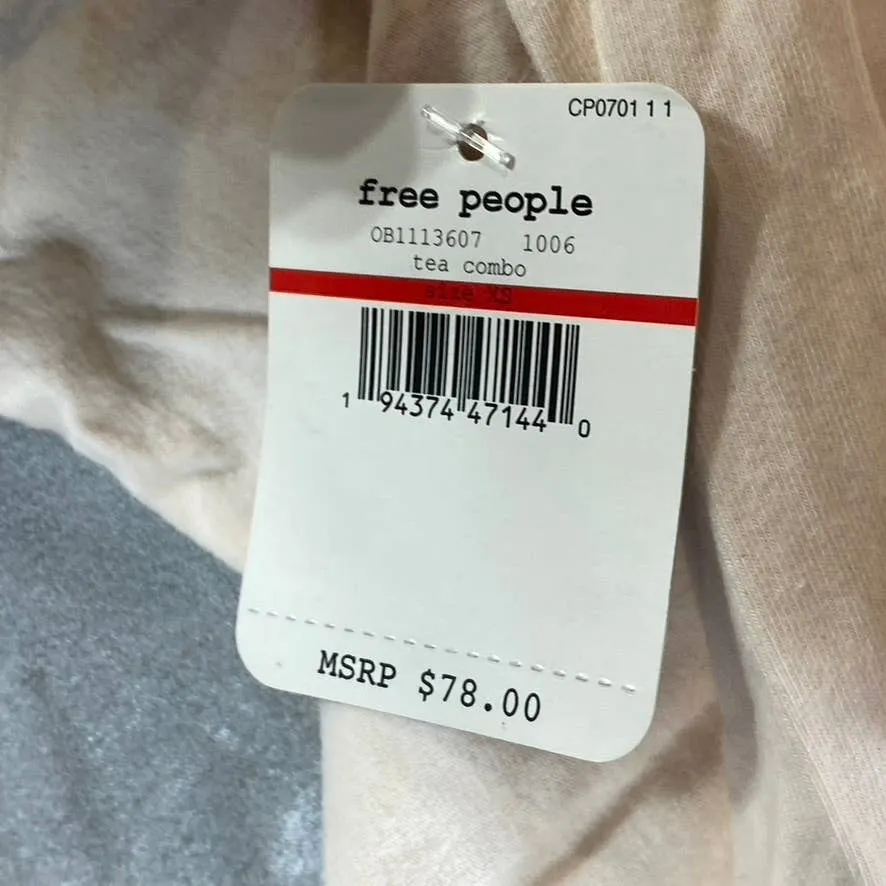 CP0701 1 1
free people
OB1113607 1006
tea combo
size XS
1 94374 47144 0
MSRP $78.00